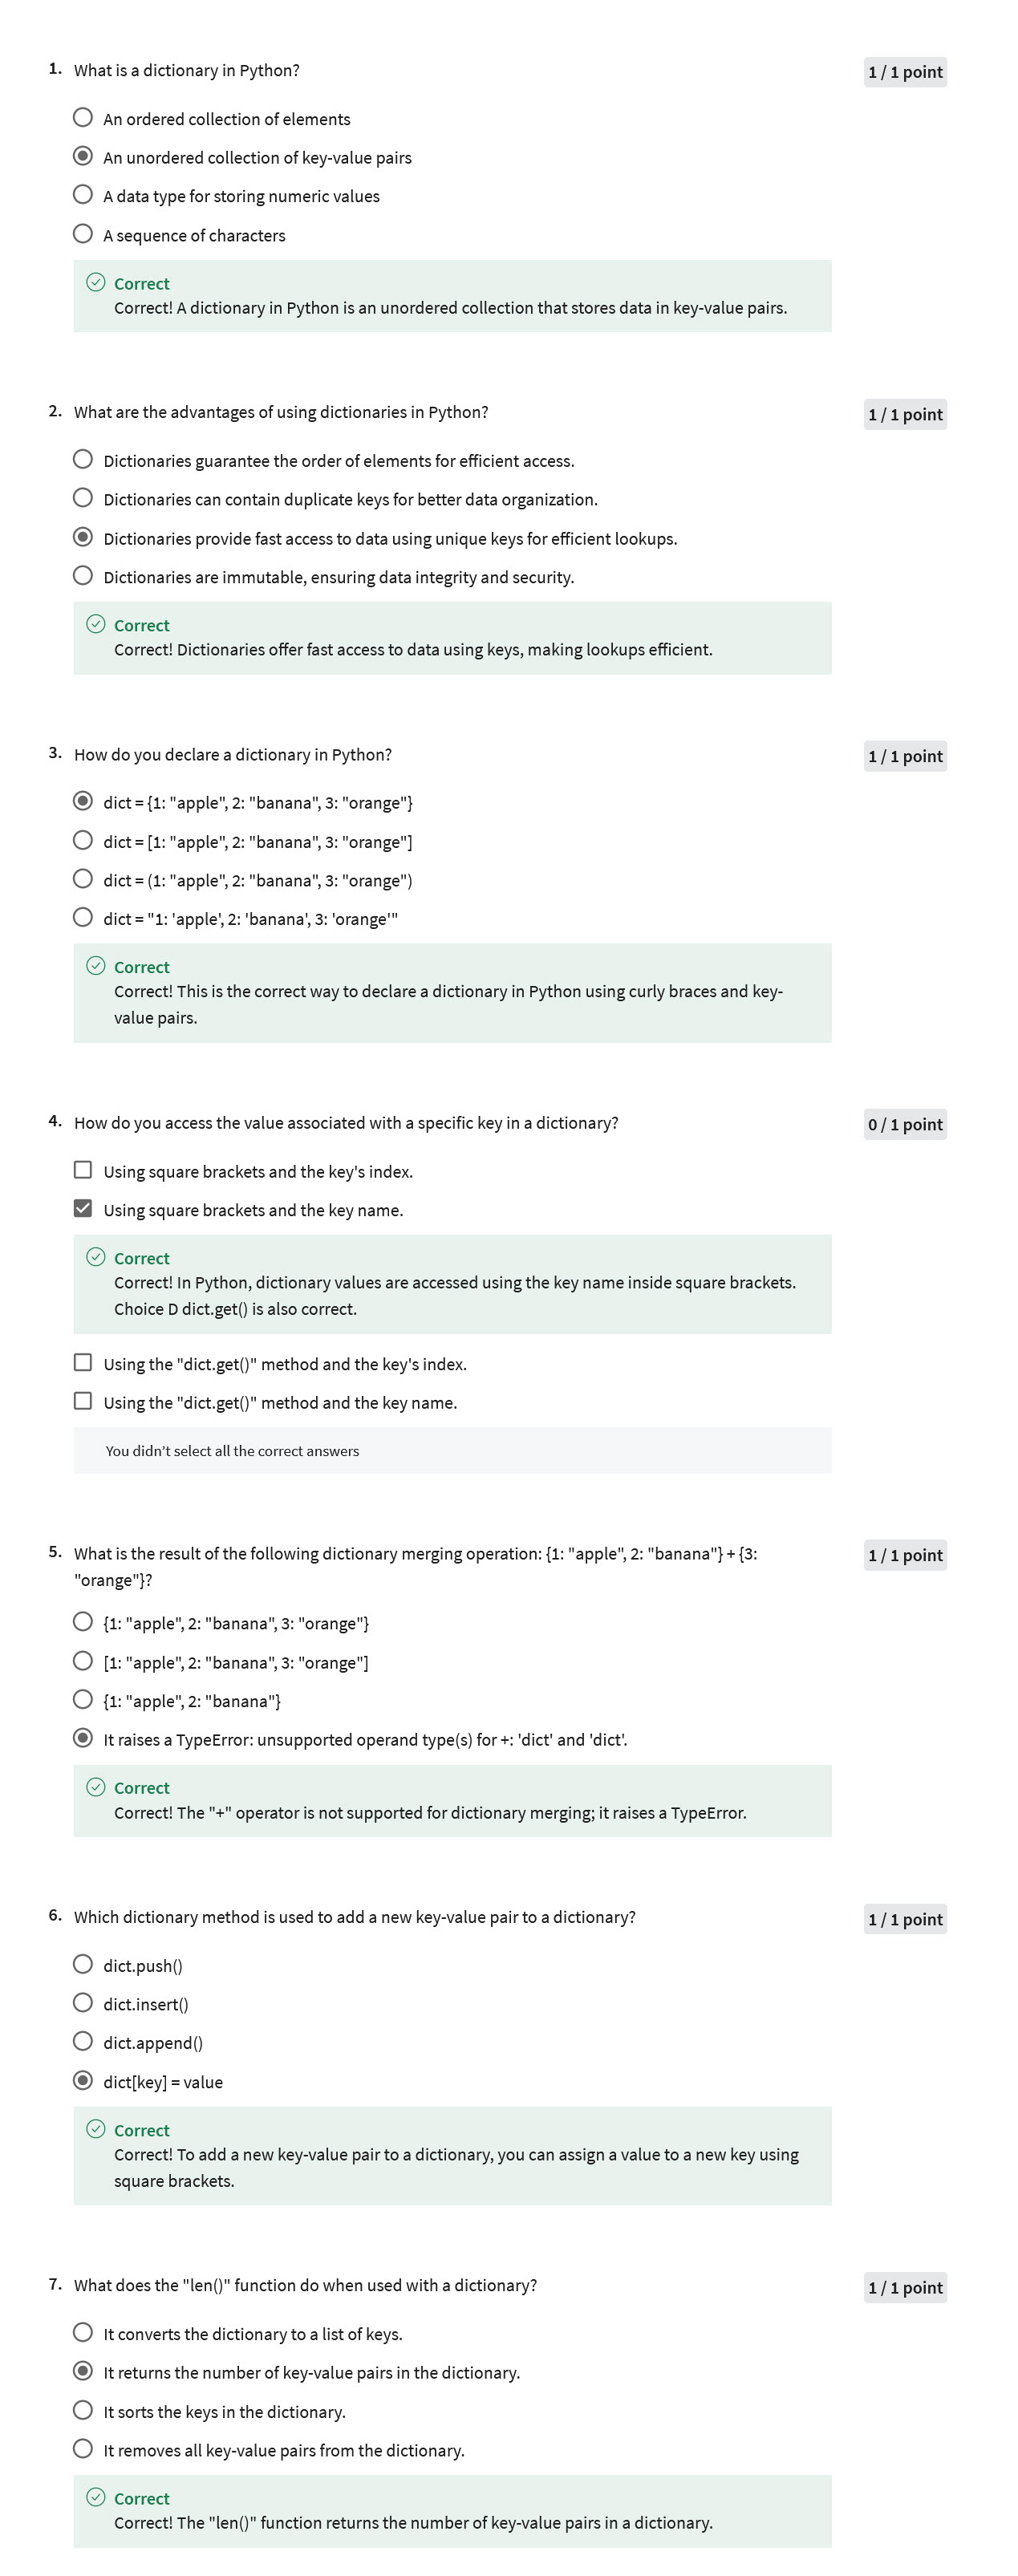 1. What is a dictionary in Python?
1 / 1 point
An ordered collection of elements
An unordered collection of key-value pairs
A data type for storing numeric values
A sequence of characters
Correct
Correct! A dictionary in Python is an unordered collection that stores data in key-value pairs.
2. What are the advantages of using dictionaries in Python?
1 / 1 point
Dictionaries guarantee the order of elements for efficient access.
Dictionaries can contain duplicate keys for better data organization.
Dictionaries provide fast access to data using unique keys for efficient lookups.
Dictionaries are immutable, ensuring data integrity and security.
Correct
Correct! Dictionaries offer fast access to data using keys, making lookups efficient.
3. How do you declare a dictionary in Python?
1 / 1 point
dict = {1: "apple", 2: "banana", 3: "orange"}
dict = [1: "apple", 2: "banana", 3: "orange"]
dict = (1: "apple", 2: "banana", 3: "orange")
dict = "1: 'apple', 2: 'banana', 3: 'orange'"
Correct
Correct! This is the correct way to declare a dictionary in Python using curly braces and key-
value pairs.
4. How do you access the value associated with a specific key in a dictionary?
0 / 1 point
Using square brackets and the key's index.
Using square brackets and the key name.
Correct
Correct! In Python, dictionary values are accessed using the key name inside square brackets.
Choice D dict.get() is also correct.
Using the "dict.get()" method and the key's index.
Using the "dict.get()" method and the key name.
You didn’t select all the correct answers
5. What is the result of the following dictionary merging operation: {1: "apple", 2: "banana"} + {3:
"orange"}?
1 / 1 point
{1: "apple", 2: "banana", 3: "orange"}
[1: "apple", 2: "banana", 3: "orange"]
{1: "apple", 2: "banana"}
It raises a TypeError: unsupported operand type(s) for +: 'dict' and 'dict'.
Correct
Correct! The "+" operator is not supported for dictionary merging; it raises a TypeError.
6. Which dictionary method is used to add a new key-value pair to a dictionary?
1 / 1 point
dict.push()
dict.insert()
dict.append()
dict[key] = value
Correct
Correct! To add a new key-value pair to a dictionary, you can assign a value to a new key using
square brackets.
7. What does the "len()" function do when used with a dictionary?
1 / 1 point
It converts the dictionary to a list of keys.
It returns the number of key-value pairs in the dictionary.
It sorts the keys in the dictionary.
It removes all key-value pairs from the dictionary.
Correct
Correct! The "len()" function returns the number of key-value pairs in a dictionary.